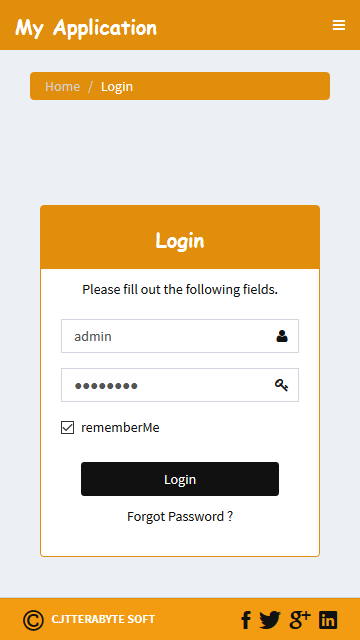 My Application
Home / Login
Login
Please fill out the following fields.
admin
●●●●●●●●
rememberMe
Login
Forgot Password ?
© CJTTERABYTE SOFT